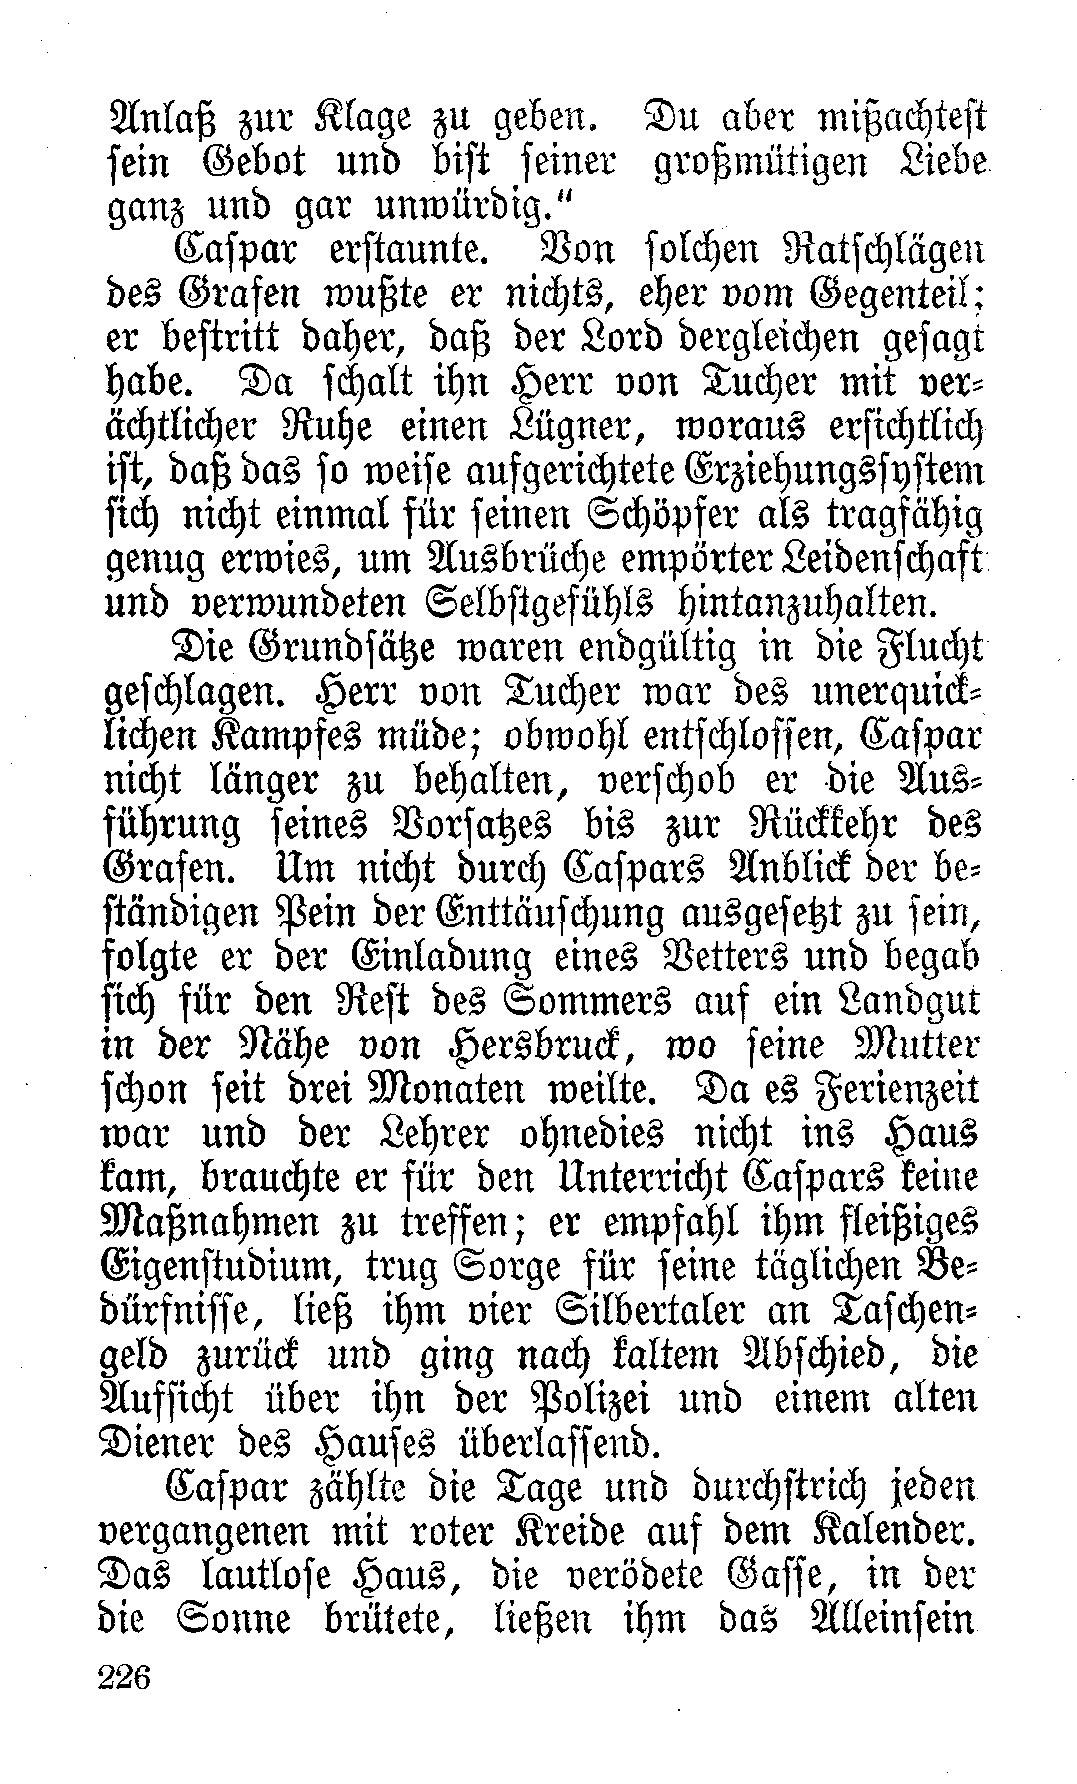 Anlaß zur Klage zu geben. Du aber mißachtest
sein Gebot und bist seiner großmütigen Liebe
ganz und gar unwürdig."
Caspar erstaunte. Von solchen Ratschlägen
des Grafen wußte er nichts, eher vom Gegenteil;
er bestritt daher, daß der Lord dergleichen gesagt
habe. Da schalt ihn Herr von Tucher mit ver-
ächtlicher Ruhe einen Lügner, woraus ersichtlich
ist, daß das so weise aufgerichtete Erziehungssystem
sich nicht einmal für seinen Schöpfer als tragfähig
genug erwies, um Ausbrüche empörter Leidenschaft
und verwundeten Selbstgefühls hintanzuhalten.
Die Grundsätze waren endgültig in die Flucht
geschlagen. Herr von Tucher war des unerquick-
lichen Kampfes müde; obwohl entschlossen, Caspar
nicht länger zu behalten, verschob er die Aus-
führung seines Vorsatzes bis zur Rückkehr des
Grafen. Um nicht durch Caspars Anblick der be-
ständigen Pein der Enttäuschung ausgesetzt zu sein,
folgte er der Einladung eines Vetters und begab
sich für den Rest des Sommers auf ein Landgut
in der Nähe von Hersbruck, wo seine Mutter
schon seit drei Monaten weilte. Da es Ferienzeit
war und der Lehrer ohnedies nicht ins Haus
kam, brauchte er für den Unterricht Caspars keine
Maßnahmen zu treffen; er empfahl ihm fleißiges
Eigenstudium, trug Sorge für seine täglichen Be-
dürfnisse, ließ ihm vier Silbertaler an Taschen-
geld zurück und ging nach kaltem Abschied, die
Aufsicht über ihn der Polizei und einem alten
Diener des Hauses überlassend.
Caspar zählte die Tage und durchstrich jeden
vergangenen mit roter Kreide auf dem Kalender.
Das lautlose Haus, die verödete Gasse, in der
die Sonne brütete, ließen ihm das Alleinsein
226